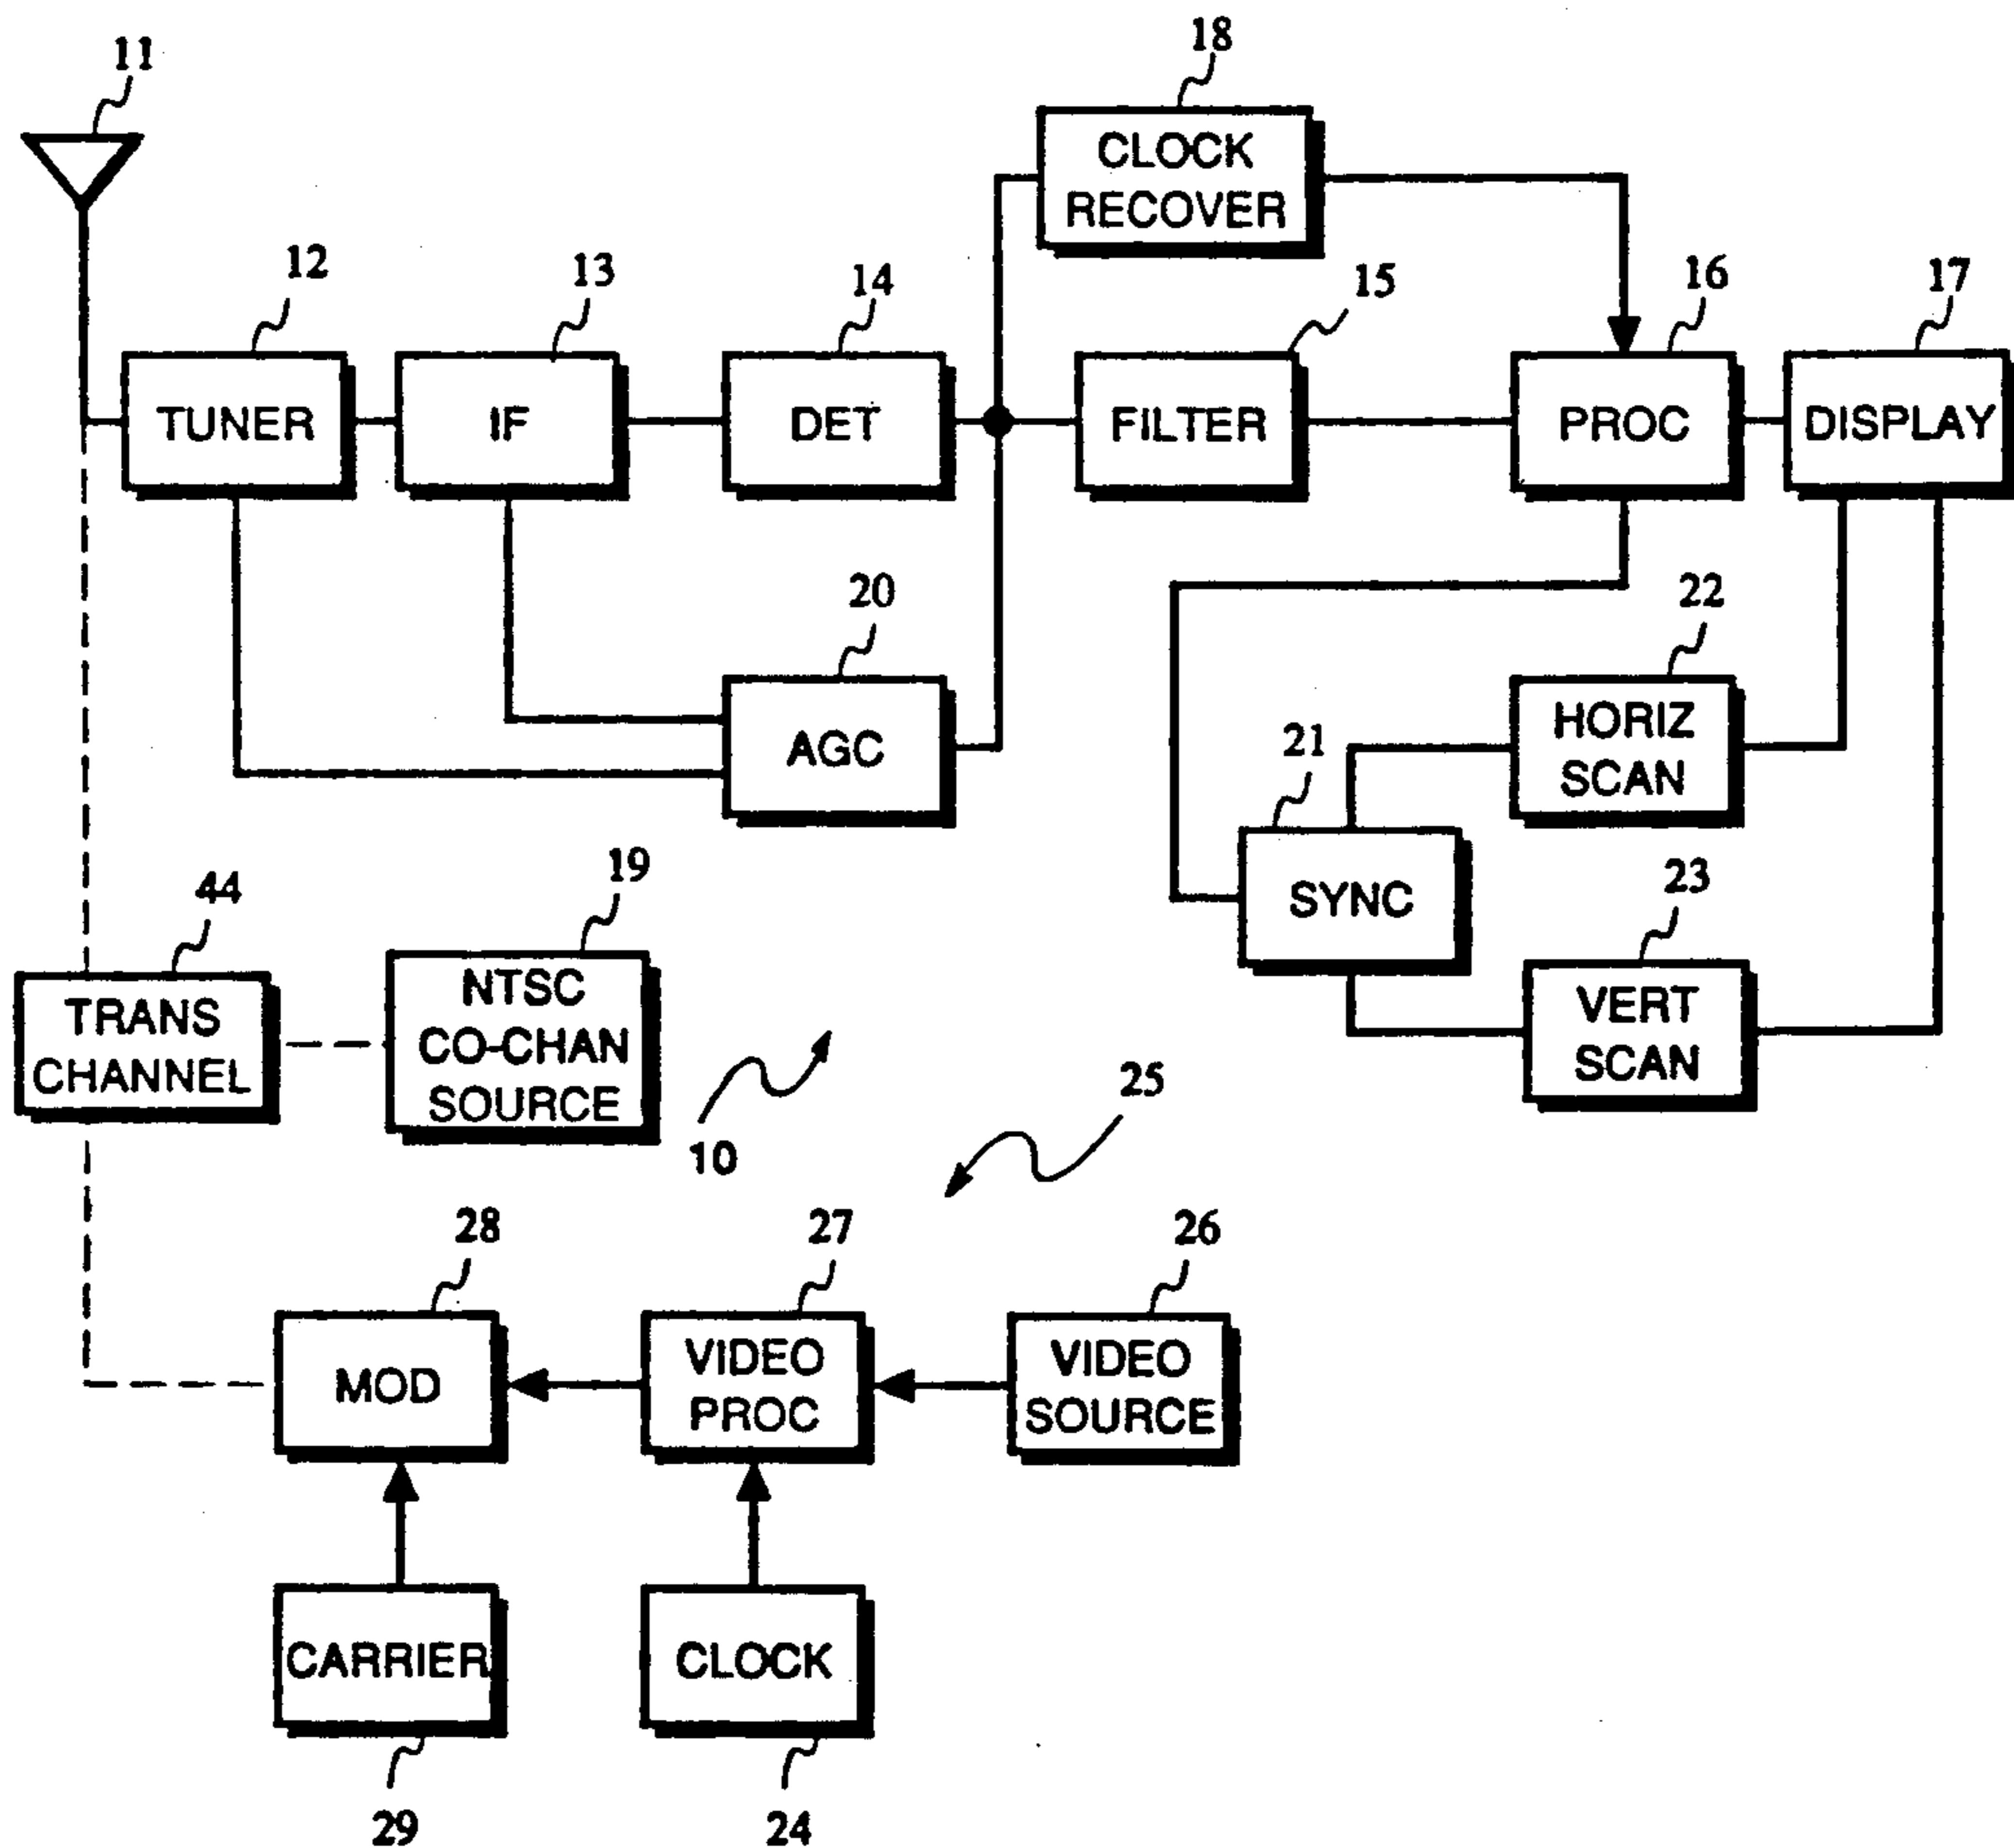 18
11
CLOCK
RECOVER
12
13
14
15
16
17
TUNER
IF
DET
FILTER
PROC
DISPLAY
20
22
AGC
HORIZ
SCAN
21
19
44
SYNC
23
NTSC
CO-CHAN
SOURCE
TRANS
CHANNEL
VERT
SCAN
25
10
28
27
26
MOD
VIDEO
PROC
VIDEO
SOURCE
CARRIER
CLOCK
29
24